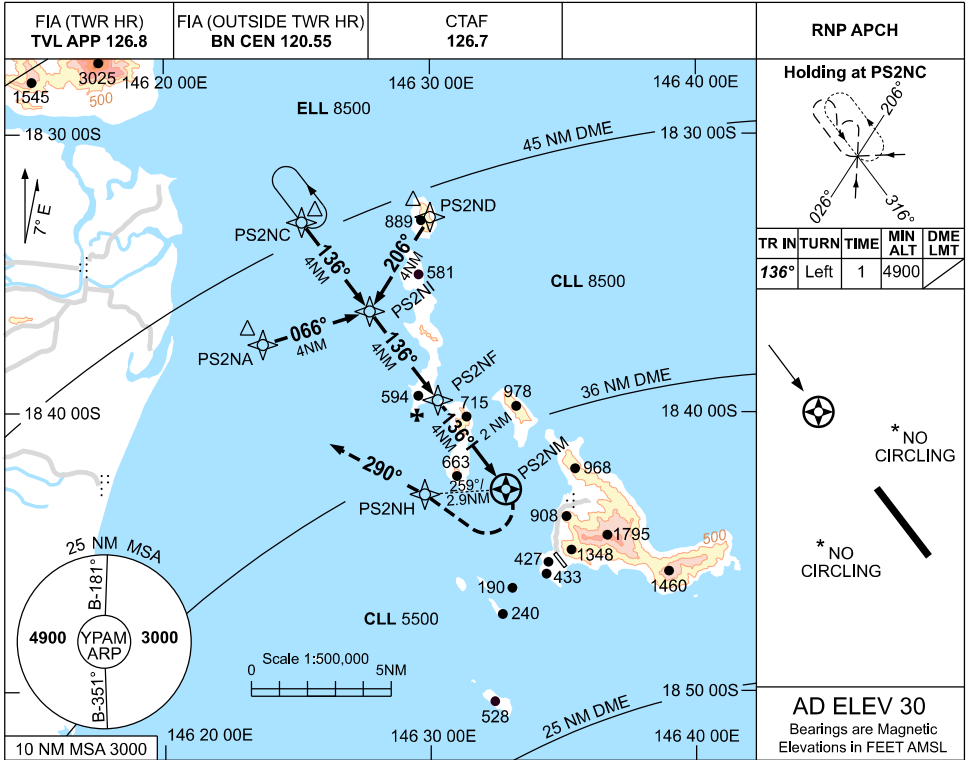 FIA (TWR HR)
TVL APP 126.8
FIA (OUTSIDE TWR HR)
BN CEN 120.55
CTAF
126.7
RNP APCH
3025
146 20 00E
146 30 00E
146 40 00E
1545
500
ELL 8500
18 30 00S
18 30 00S
45 NM DME
7° E
PS2NC
889
PS2ND
136°
4NM
206°
4NM
581
PS2NI
CLL 8500
PS2NA
066°
4NM
136°
4NM
PS2NF
594
715
978
36 NM DME
18 40 00S
18 40 00S
136°
4NM
2 NM
PS2NM
290°
663
968
259°/
2.9NM
PS2NH
908
1795
500
1348
427
433
1460
190
240
CLL 5500
25 NM MSA
B-181°
4900
YPAM
ARP
3000
B-351°
Scale 1:500,000
0
5NM
528
18 50 00S
25 NM DME
10 NM MSA 3000
146 20 00E
146 30 00E
146 40 00E
Holding at PS2NC
206°
026°
316°
TR IN
TURN
TIME
MIN
ALT
DME
LMT
136°
Left
1
4900
*NO
CIRCLING
*NO
CIRCLING
AD ELEV 30
Bearings are Magnetic
Elevations in FEET AMSL